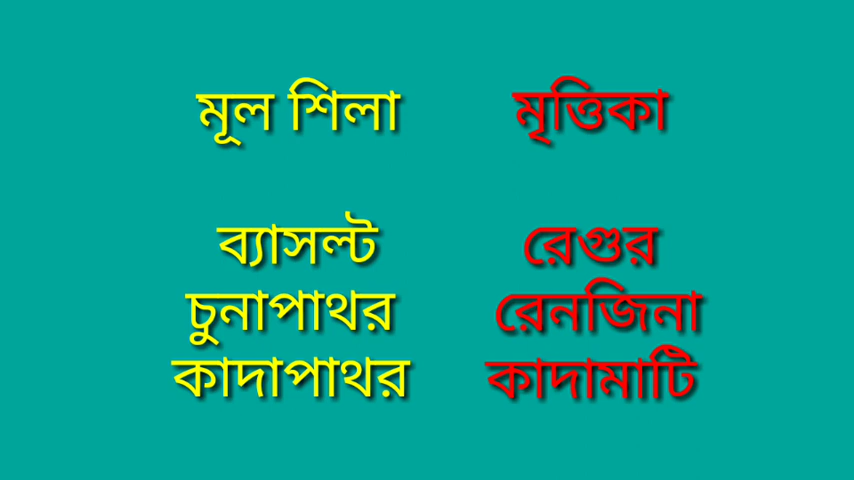 মূল শিলা মৃত্তিকা
ব্যাসল্ট রেগুর
চুনাপাথর রেনজিনা
কাদাপাথর কাদামাটি